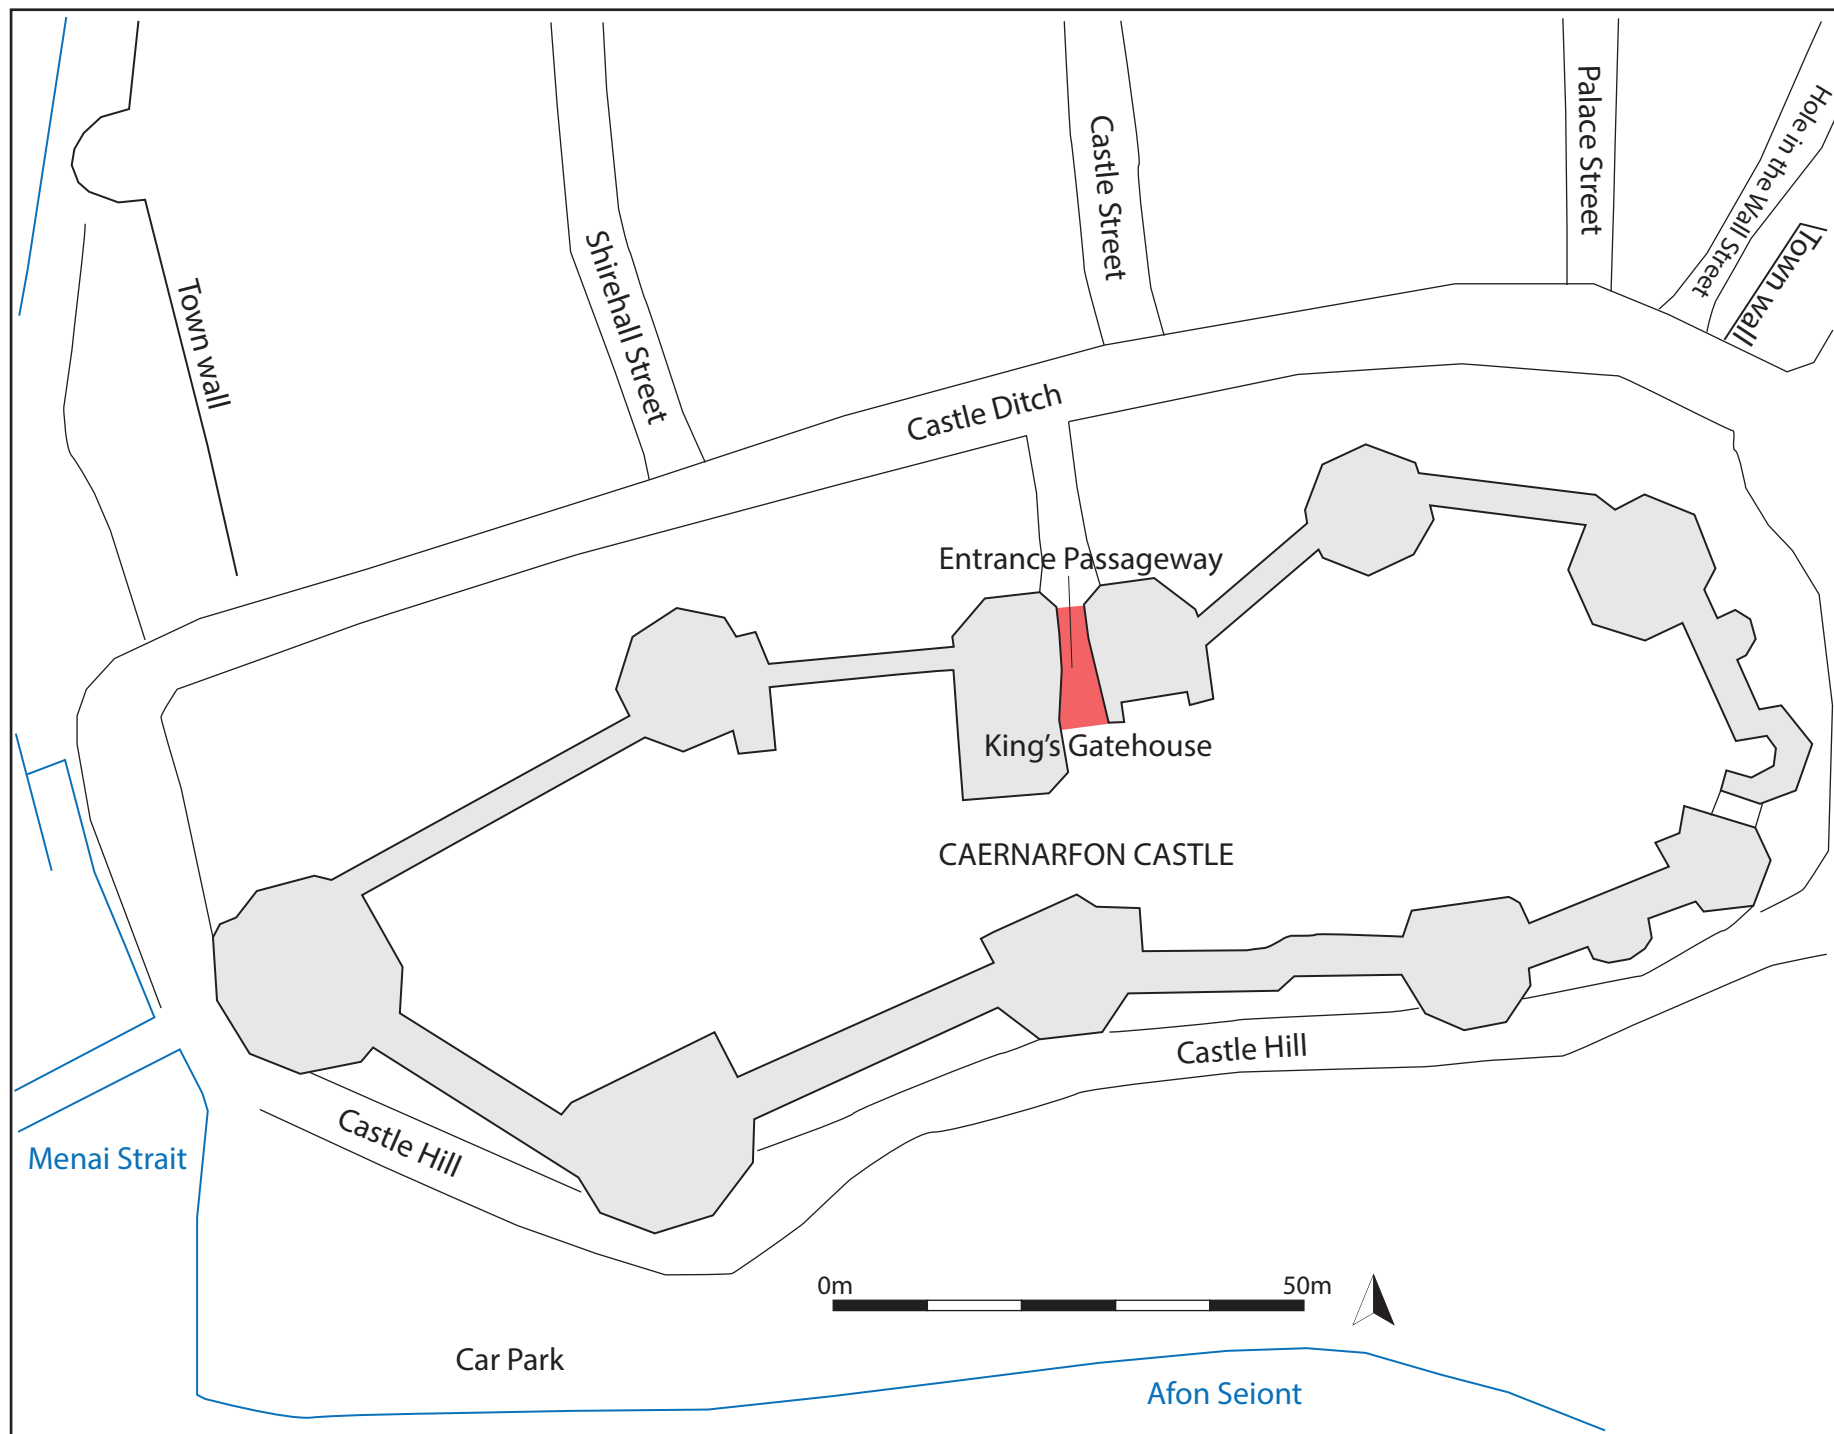 Palace Street
Hole in the Wall Street
Castle Street
Town wall
Shirehall Street
Town wall
Castle Ditch
Entrance Passageway
King's Gatehouse
CAERNARFON CASTLE
Castle Hill
Castle Hill
Menai Strait
0m 50m
Car Park
Afon Seiont